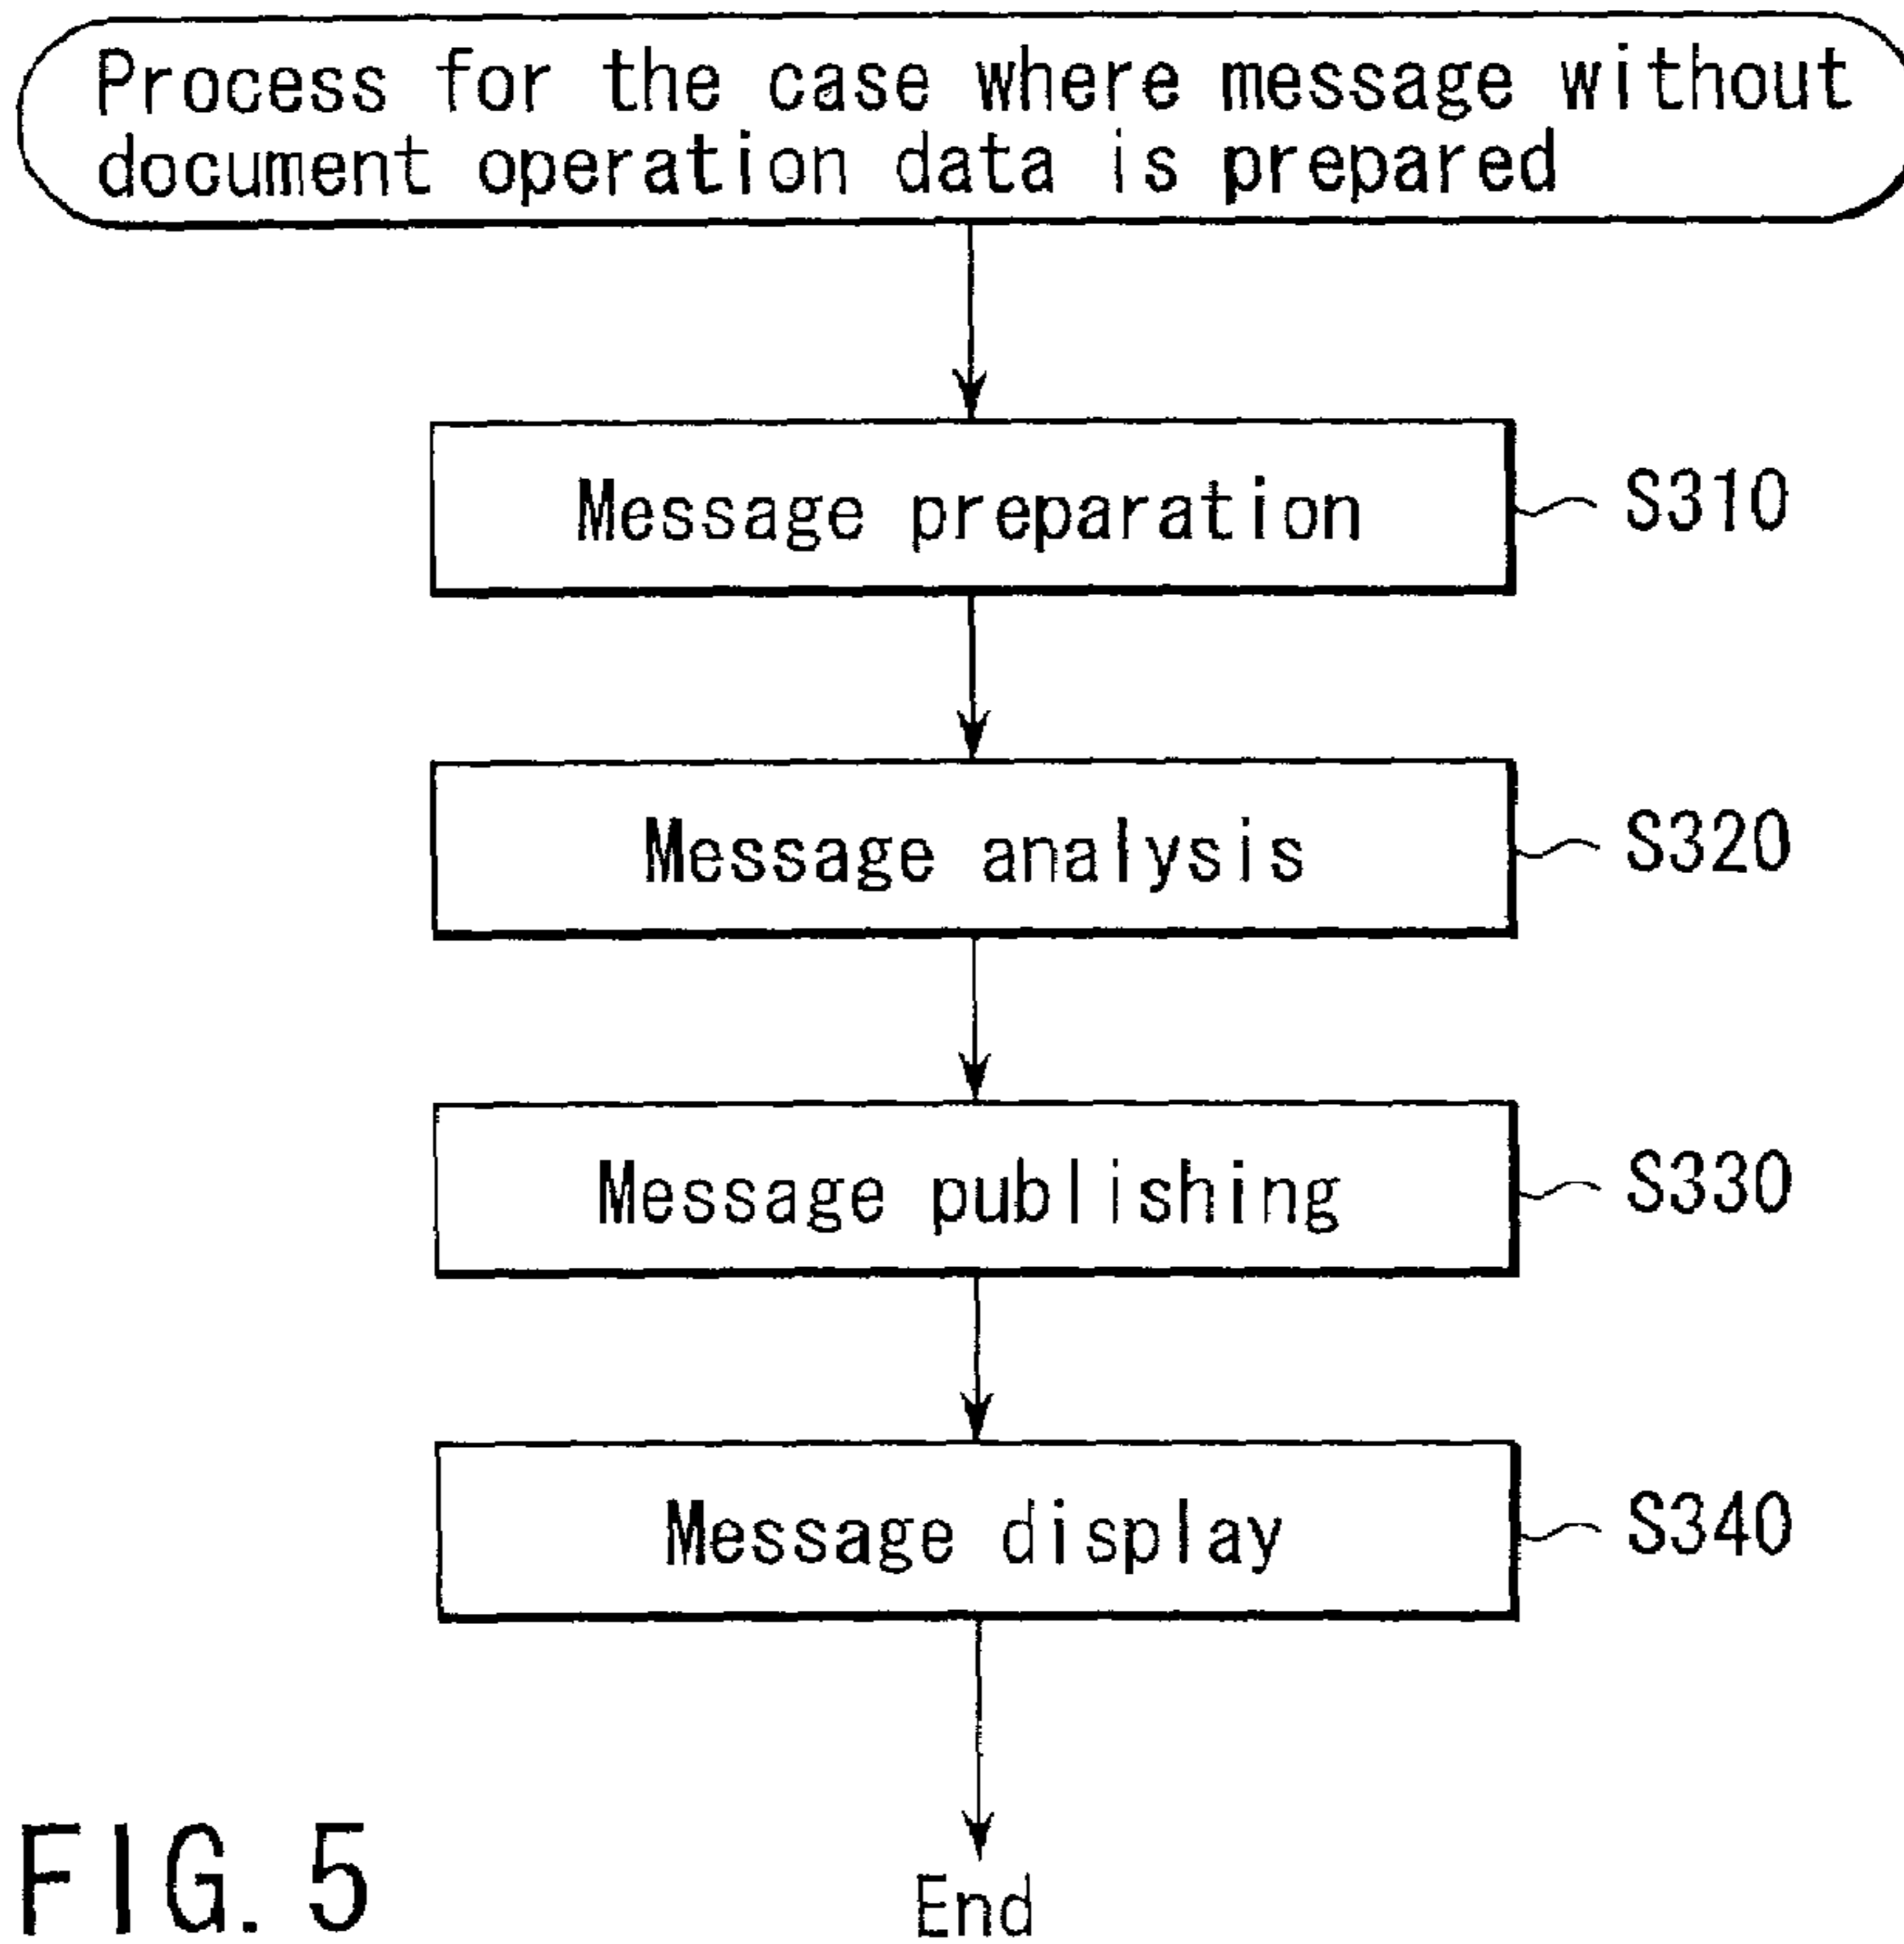 Process for the case where message without
document operation data is prepared
Message preparation
S310
Message analysis
S320
Message publishing
S330
Message display
S340
End
FIG. 5